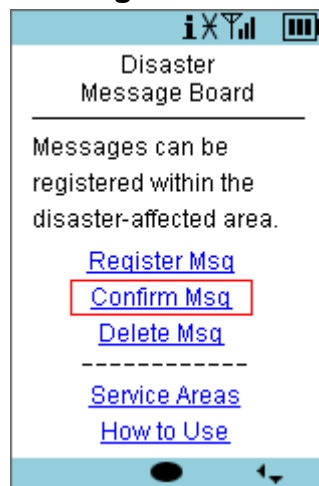 Disaster
Message Board
Messages can be
registered within the
disaster-affected area.
Register Msg
Confirm Msg
Delete Msg
------------
Service Areas
How to Use